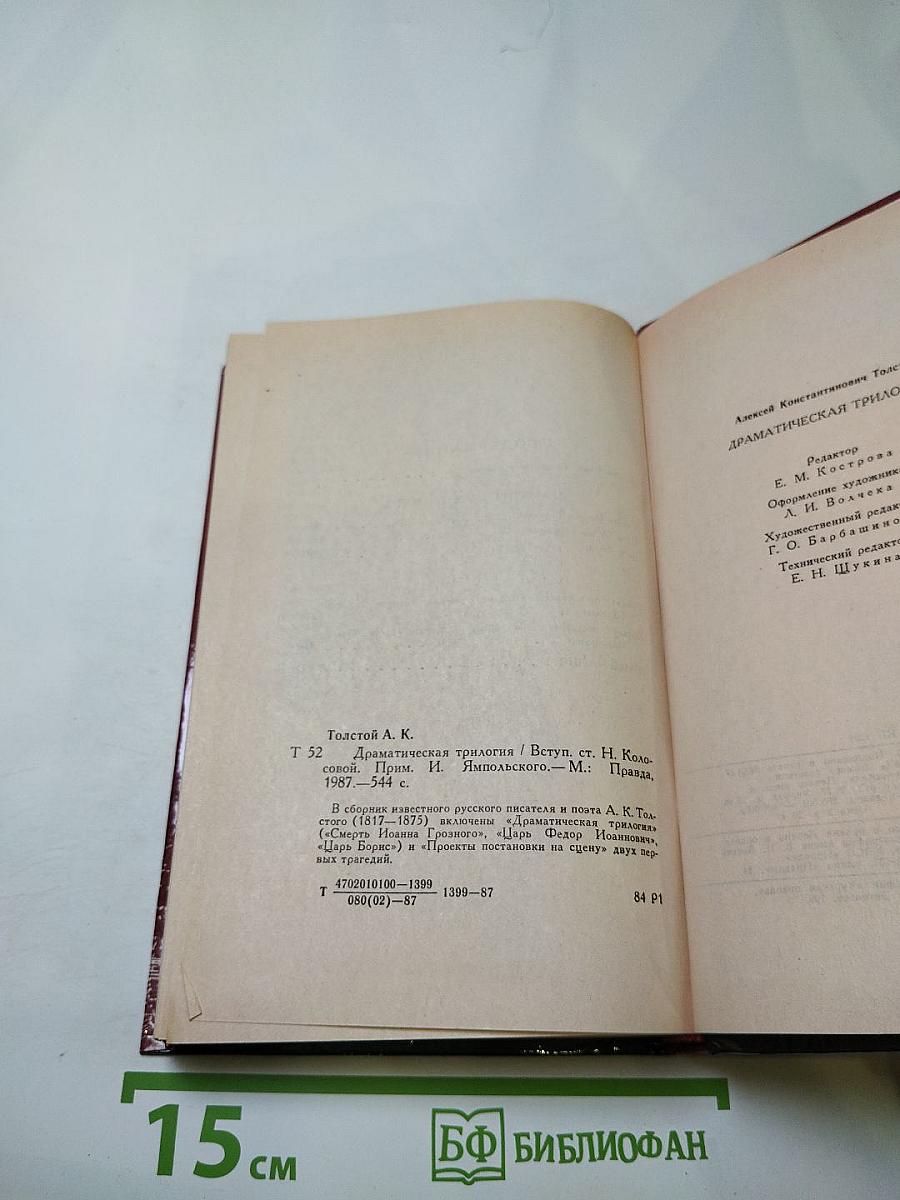 Толстой А. К.
Т 52 Драматическая трилогия / Вступ. ст. Н. Коло-
совой. Прим. И. Ямпольского.— М.: Правда,
1987.—544 с.
В сборник известного русского писателя и поэта А. К. Тол-
стого (1817—1875) включены «Драматическая трилогия»
(«Смерть Иоанна Грозного», «Царь Федор Иоаннович»,
«Царь Борис») и «Проекты постановки на сцену» двух пер-
вых трагедий.
Т 4702010100—1399
080(02)—87
1399—87
84 Р1
Алексей Константинович Толс
ДРАМАТИЧЕСКАЯ ТРИЛО
Редактор
Е. М. Кострова
Оформление художник
Л. И. Волчека
Художественный редак
Г. О. Барбашино
Технический редакто
Е. Н. Щукина
15 см
БФ БИБЛИОФАН